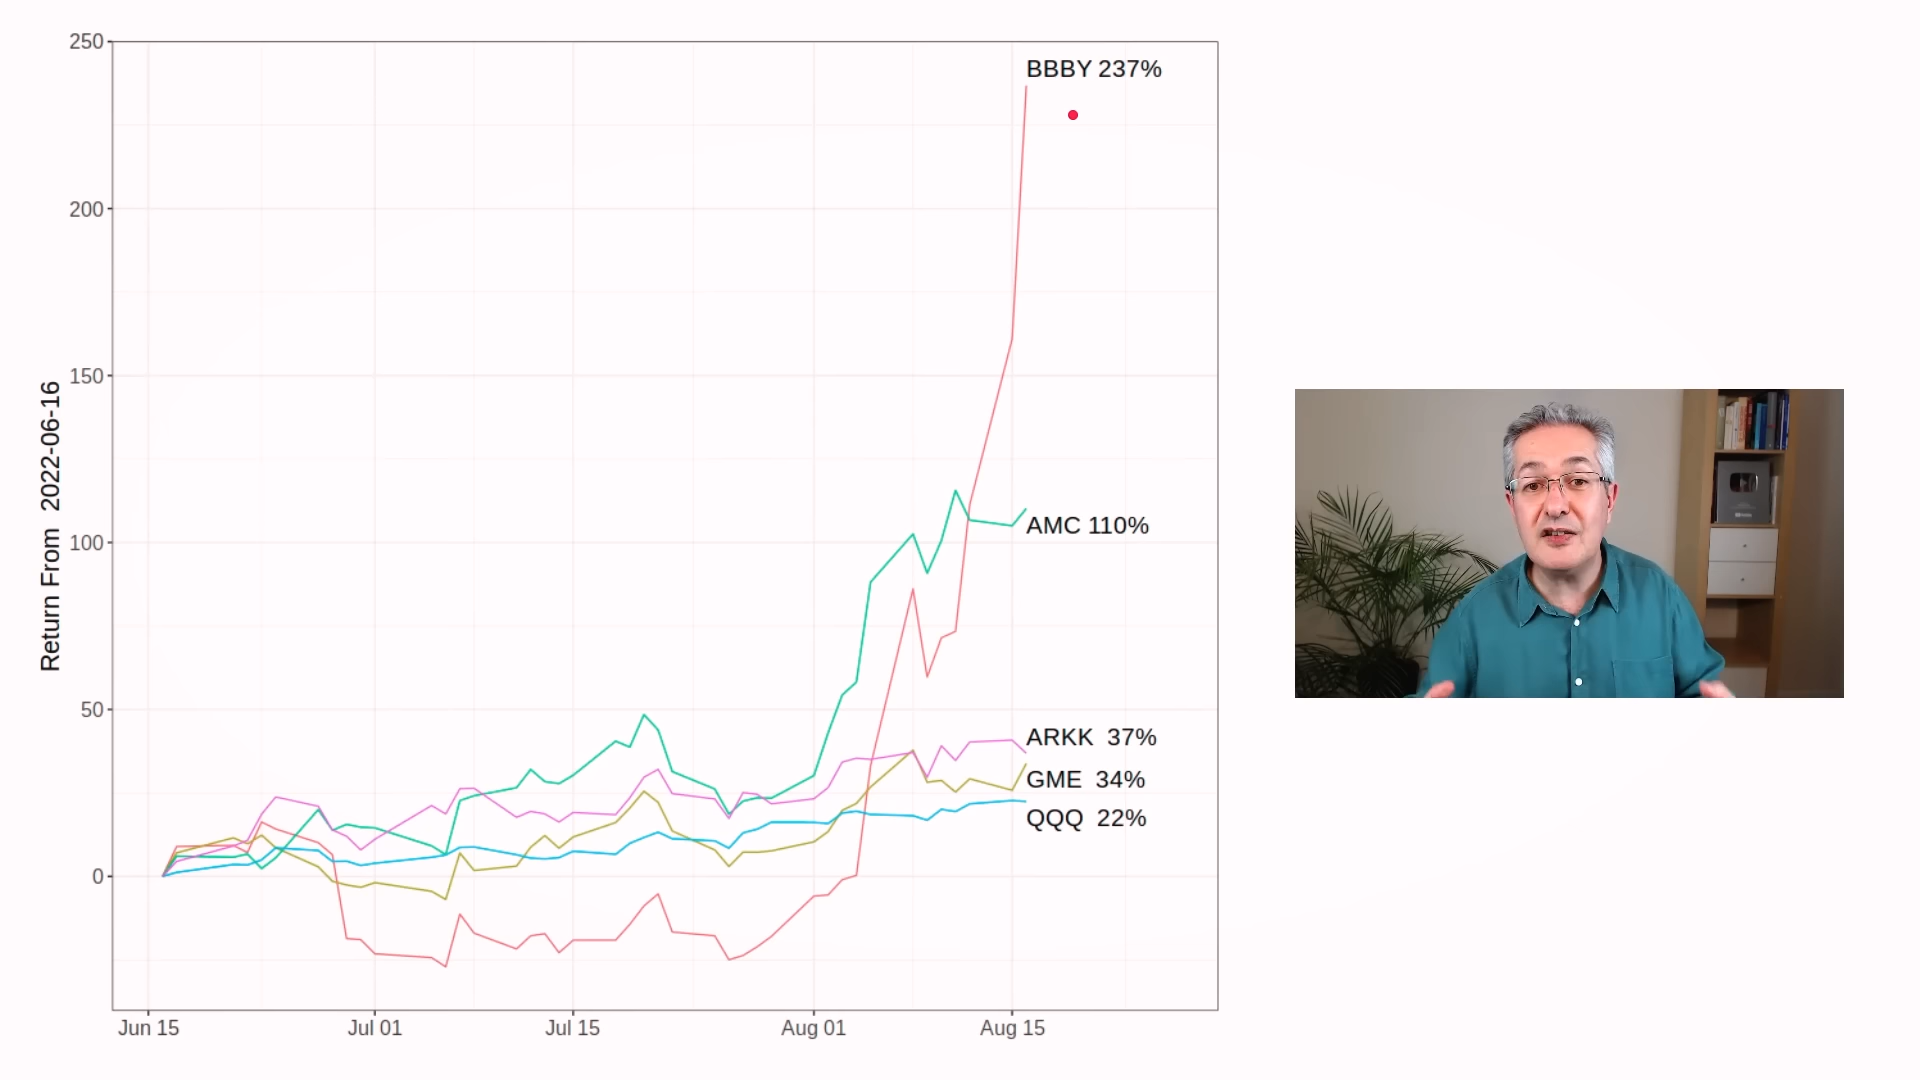 250
200
150
100
50
0
Return From 2022-06-16
BBBY 237%
AMC 110%
ARKK 37%
GME 34%
QQQ 22%
Jun 15
Jul 01
Jul 15
Aug 01
Aug 15